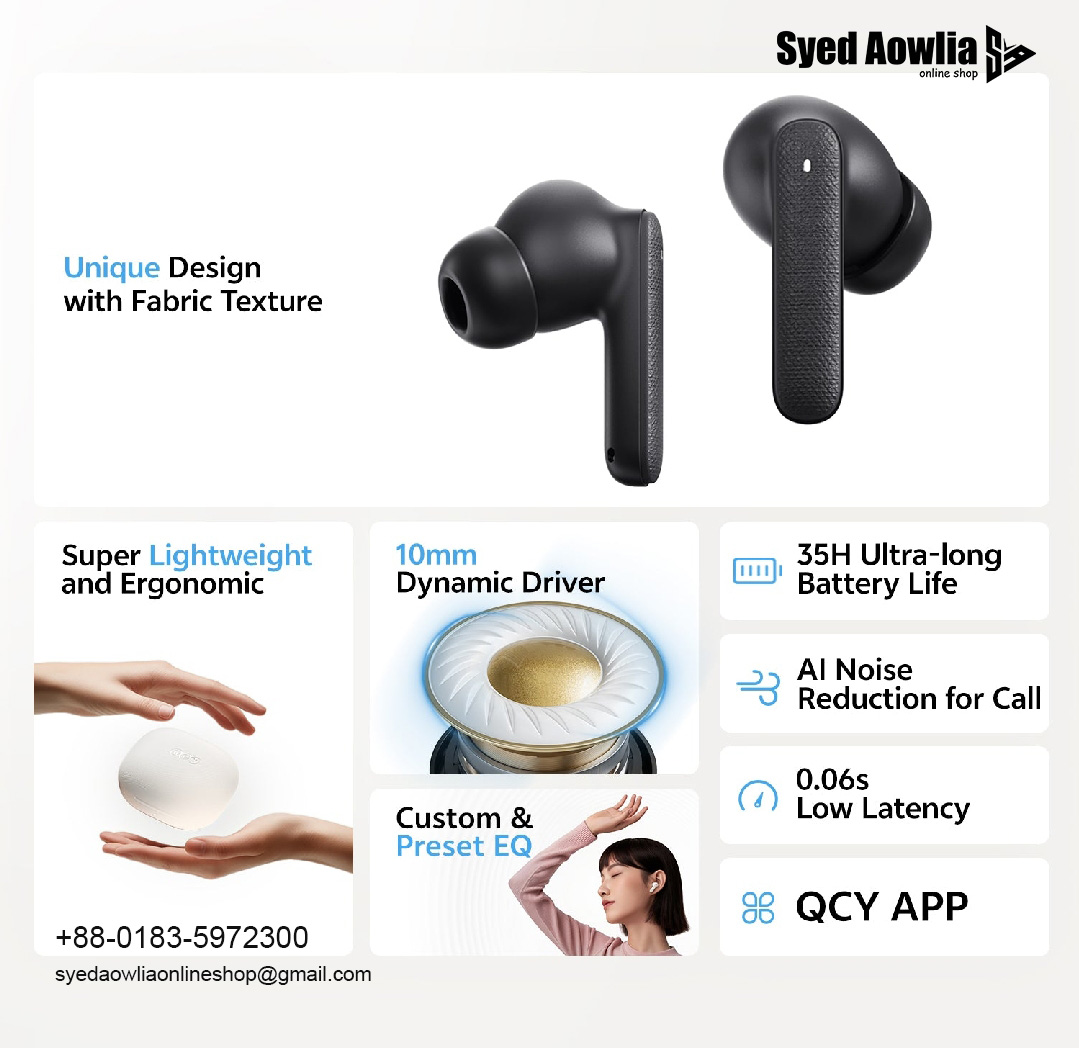 Syed Aowlia
online shop
Unique Design
with Fabric Texture
Super Lightweight
and Ergonomic
10mm
Dynamic Driver
35H Ultra-long
Battery Life
AI Noise
Reduction for Call
0.06s
Low Latency
Custom &
Preset EQ
QCY APP
+88-0183-5972300
syedaowliaonlineshop@gmail.com